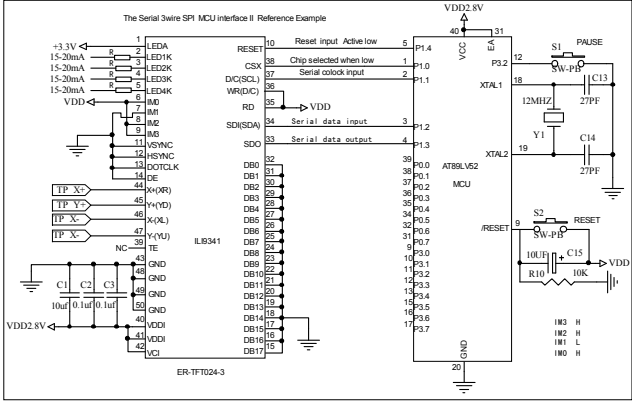 The Serial 3wire SPI MCU interface II Reference Example
VDD2.8V
+3.3V
15-20mA
15-20mA
15-20mA
15-20mA
R
R
R
R
VDD
1 LEDA
2 LED1K
3 LED2K
4 LED3K
5 LED4K
6 IM0
7 IM1
8 IM2
9 IM3
11 VSYNC
12 HSYNC
13 DOTCLK
14 DE
TP X+ 44 X+(XR)
TP Y+ 45 Y+(YD)
TP X- 46 X-(XL)
TP X- 47 Y-(YU)
NC 39 TE
43 GND
48 GND
49 GND
50 GND
40 VDDI
41 VDDI
42 VCI
C1 C2 C3
10uf 0.1uf 0.1uf
VDD2.8V
ILI9341
RESET 10
CSX 38
D/C(SCL) 37
WR(D/C) 36
RD 35
VDD
SDI(SDA) 34
SDO 33
DB0 32
DB1 31
DB2 30
DB3 29
DB4 28
DB5 27
DB6 26
DB7 25
DB8 24
DB9 23
DB10 22
DB11 21
DB12 20
DB13 19
DB14 18
DB15 17
DB16 16
DB17 15
ER-TFT024-3
Reset input Active low
Chip selected when low
Serial colock input
Serial data input
Serial data output
5 P1.4
1 P1.0
2 P1.1
3 P1.2
4 P1.3
39 P0.0
38 P0.1
37 P0.2
36 P0.3
35 P0.4
34 P0.5
32 P0.6
31 P0.7
9 P3.0
10 P3.1
11 P3.2
12 P3.3
13 P3.4
14 P3.5
15 P3.6
16 P3.7
17
40 VCC
31 EA
AT89LV52
MCU
GND
20
P3.2 12
XTAL1 18
XTAL2 19
/RESET 9
S1 PAUSE
SW-PB
C13
27PF
12MHZ
Y1
C14
27PF
S2 RESET
SW-PB
10UF + C15
R10 10K
VDD
IM3 H
IM2 H
IM1 L
IM0 H